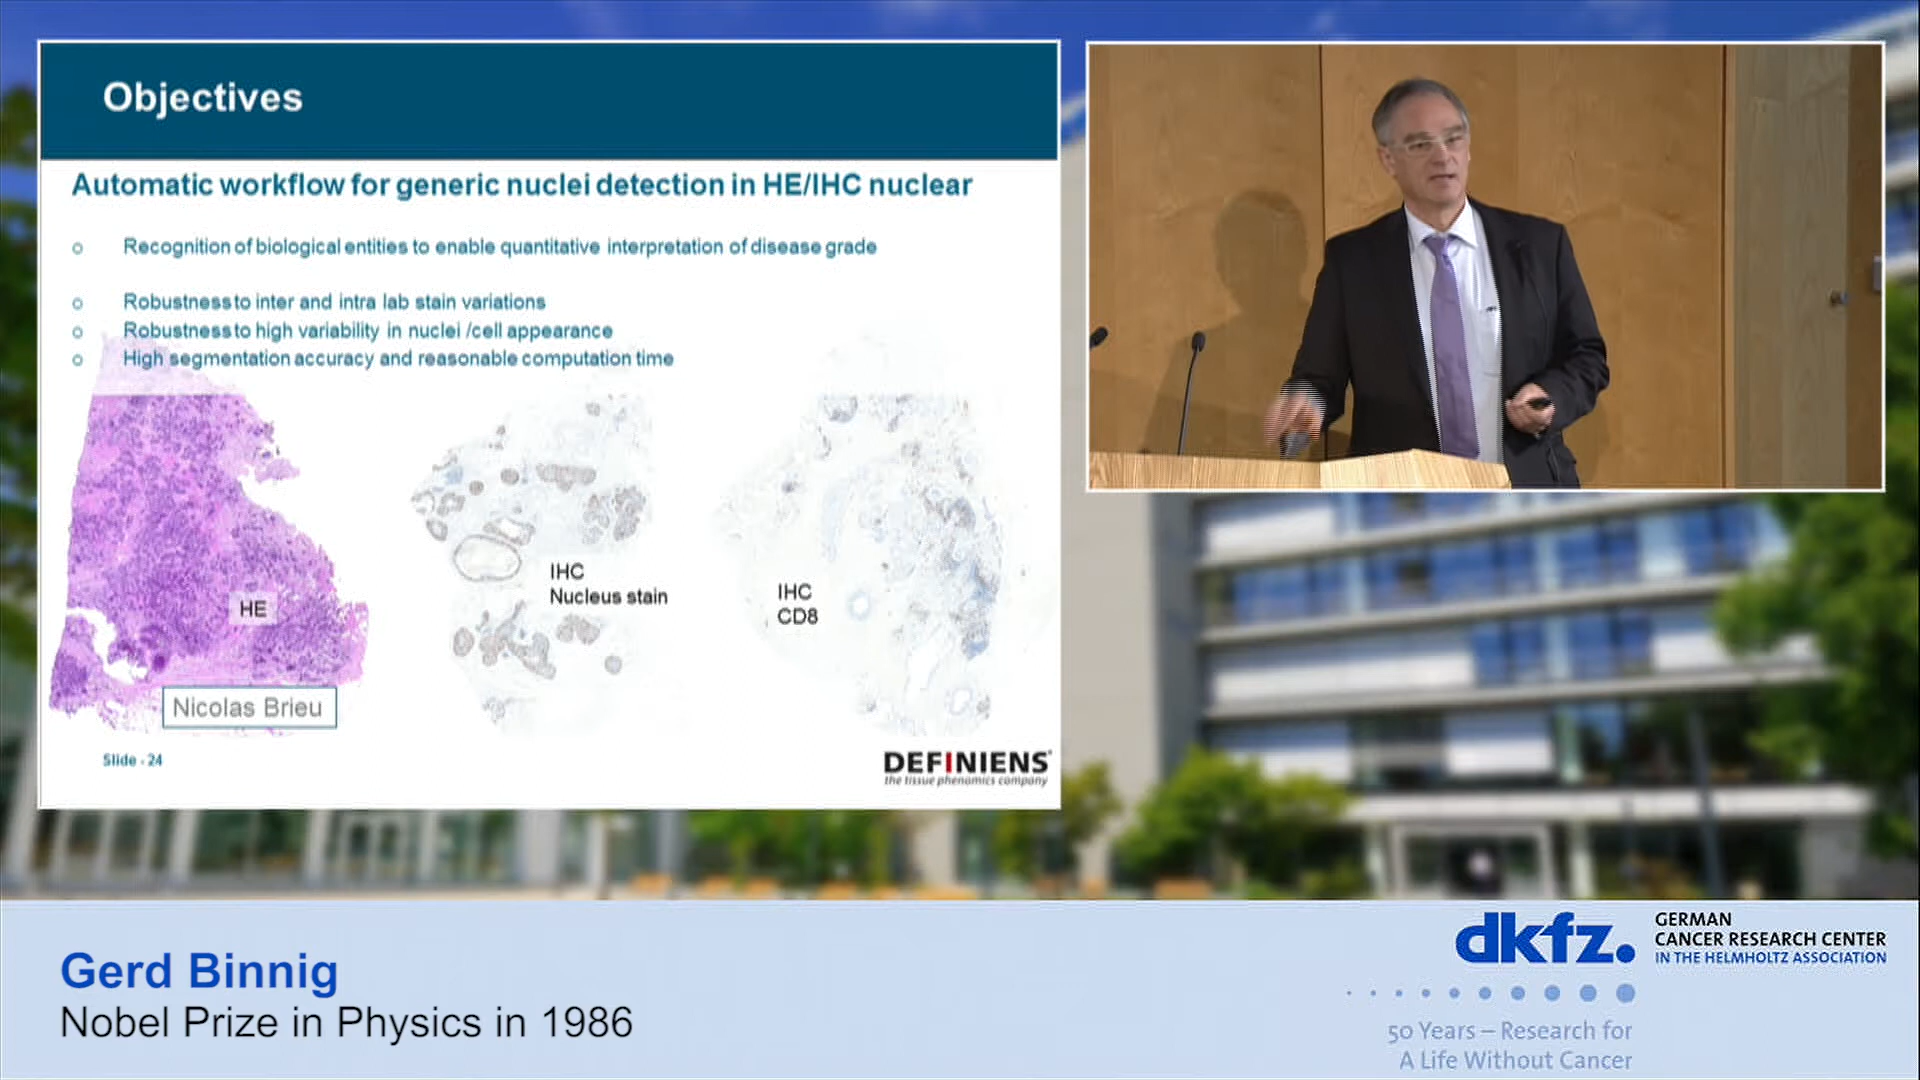 Objectives
Automatic workflow for generic nuclei detection in HE/IHC nuclear
o Recognition of biological entities to enable quantitative interpretation of disease grade
o Robustness to inter and intra lab stain variations
o Robustness to high variability in nuclei /cell appearance
o High segmentation accuracy and reasonable computation time
HE
IHC
Nucleus stain
IHC
CD8
Nicolas Brieu
Slide - 24
DEFINIENS
the tissue phenomics company
Gerd Binnig
Nobel Prize in Physics in 1986
dkfz.
GERMAN
CANCER RESEARCH CENTER
IN THE HELMHOLTZ ASSOCIATION
50 Years – Research for
A Life Without Cancer